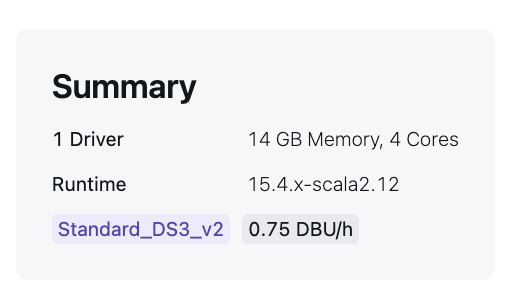 Summary
1 Driver 14 GB Memory, 4 Cores
Runtime 15.4.x-scala2.12
Standard_DS3_v2 0.75 DBU/h